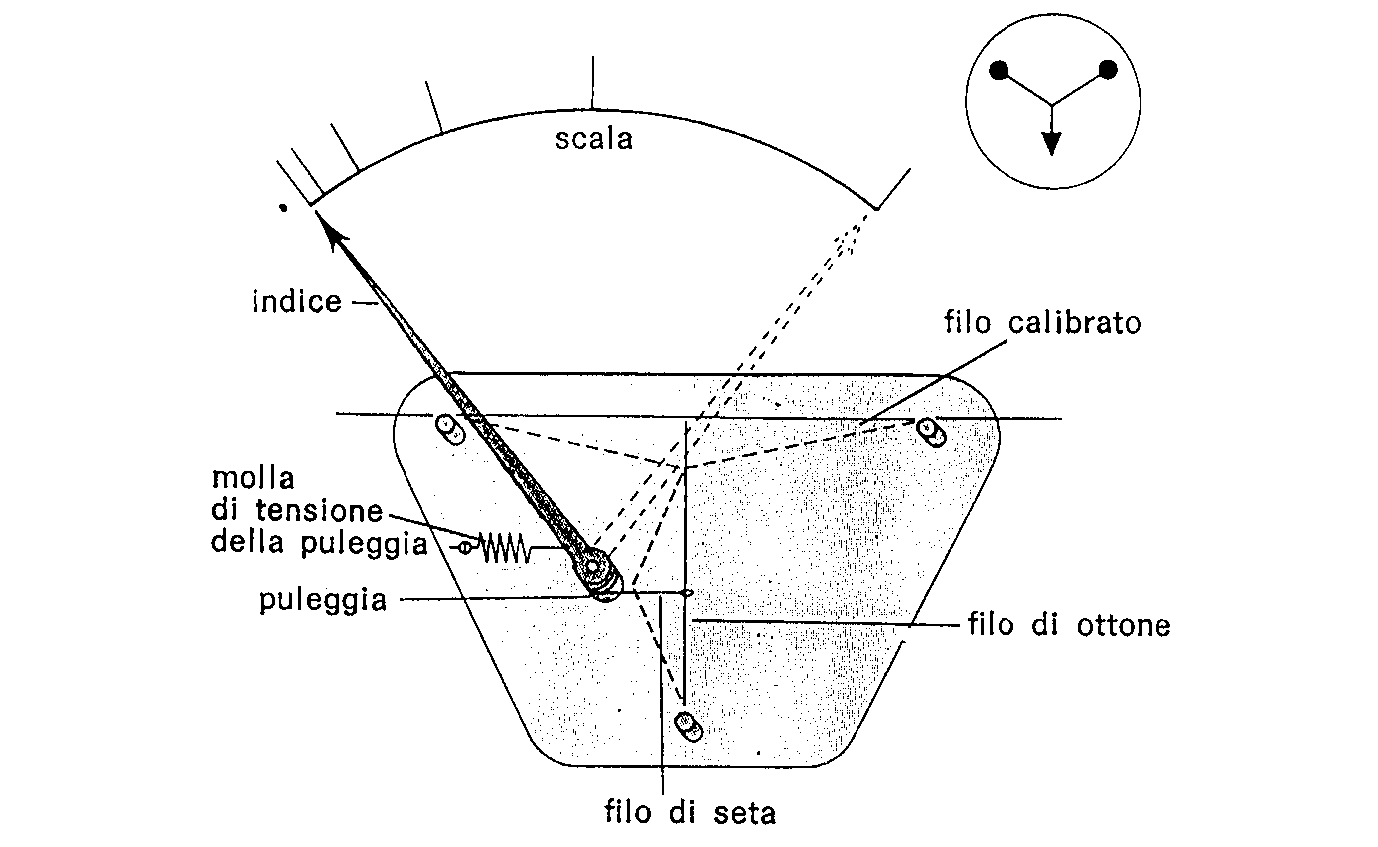 scala
indice
filo calibrato
molla
di tensione
della puleggia
puleggia
filo di ottone
filo di seta